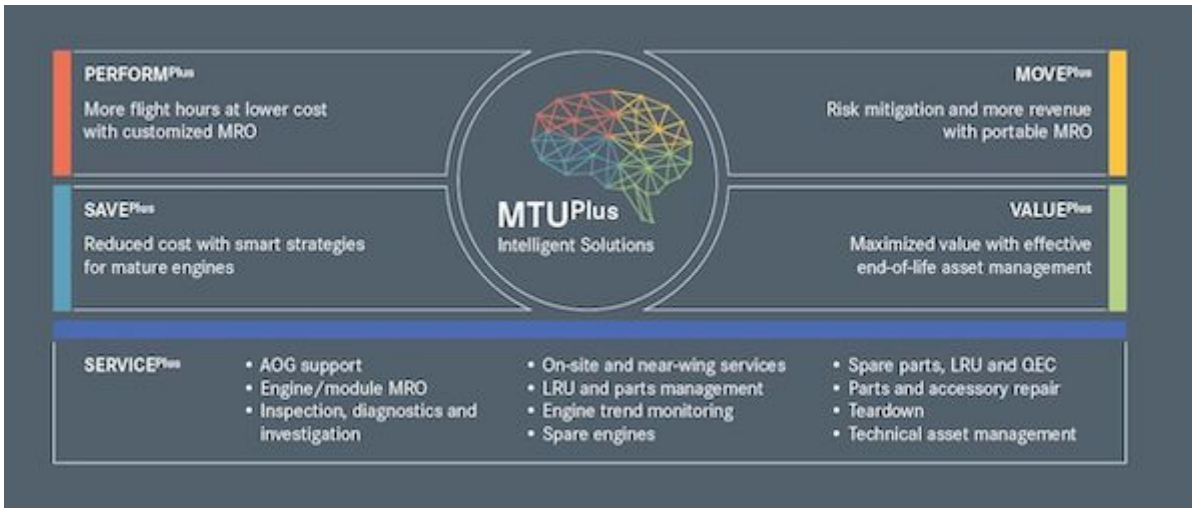 PERFORMPlus
More flight hours at lower cost
with customized MRO
MOVEPlus
Risk mitigation and more revenue
with portable MRO
MTUPlus
Intelligent Solutions
SAVEPlus
Reduced cost with smart strategies
for mature engines
VALUEPlus
Maximized value with effective
end-of-life asset management
SERVICEPlus
• AOG support
• Engine/module MRO
• Inspection, diagnostics and
investigation
• On-site and near-wing services
• LRU and parts management
• Engine trend monitoring
• Spare engines
• Spare parts, LRU and QEC
• Parts and accessory repair
• Teardown
• Technical asset management